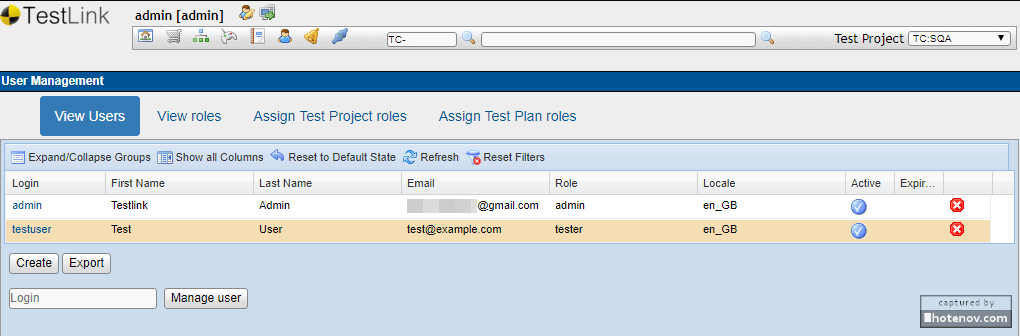 TestLink
admin [admin]
TC-
Test Project TC:SQA
User Management
View Users View roles Assign Test Project roles Assign Test Plan roles
Expand/Collapse Groups Show all Columns Reset to Default State Refresh Reset Filters
Login First Name Last Name Email Role Locale Active Expir...
admin Testlink Admin @gmail.com admin en_GB
testuser Test User test@example.com tester en_GB
Create Export
Login Manage user
captured by
hotenov.com